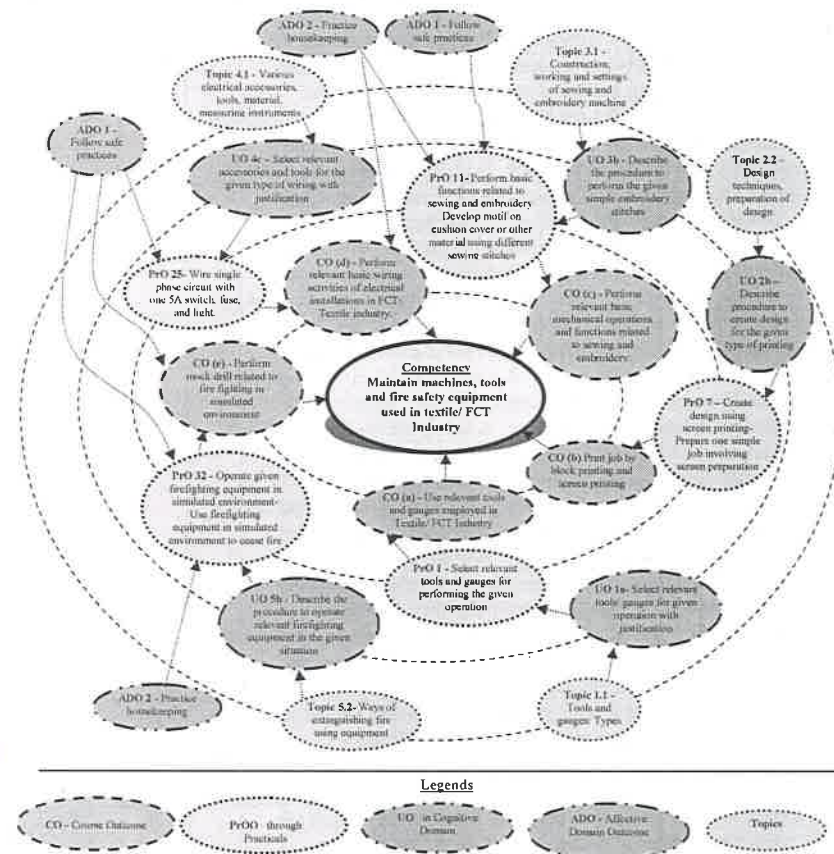 ADO 2 - Practice
housekeeping
ADO 1 - Follow
safe practices
Topic 4.1 - Various
electrical accessories,
tools, material,
measuring instruments
Topic 3.1 -
Construction,
working and settings
of sewing and
embroidery machine
ADO 1 -
Follow safe
practices
UO 4c - Select relevant
accessories and tools for the
given type of wiring with
justification
PrO 11- Perform basic
functions related to
sewing and embroidery
Develop motif on
cushion cover or other
material using different
sewing stitches
UO 3b - Describe
the procedure to
perform the given
simple embroidery
stitches
Topic 2.2 -
Design
techniques,
preparation of
design
PrO 25- Wire single
phase circuit with
one 5A switch, fuse,
and light.
CO (d) - Perform
relevant basic wiring
activities of electrical
installations in FCT-
Textile industry.
CO (c) - Perform
relevant basic
mechanical operations
and functions related
to sewing and
embroidery.
UO 2b -
Describe
procedure to
create design
for the given
type of printing
CO (e) - Perform
mock drill related to
fire fighting in
simulated
environment
Competency
Maintain machines, tools
and fire safety equipment
used in textile/ FCT
Industry
PrO 7 - Create
design using
screen printing-
Prepare one simple
job involving
screen preparation
CO (b) Print job by
block printing and
screen printing
PrO 32 - Operate given
firefighting equipment in
simulated environment-
Use firefighting
equipment in simulated
environment to cease fire
CO (a) - Use relevant tools
and gauges employed in
Textile/ FCT Industry
PrO 1 - Select relevant
tools and gauges for
performing the given
operation
UO 5b - Describe the
procedure to operate
relevant firefighting
equipment in the given
situation
UO 1a- Select relevant
tools/ gauges for given
operation with
justification
ADO 2 - Practice
housekeeping
Topic 5.2- Ways of
extinguishing fire
using equipment
Topic 1.1 -
Tools and
gauges: Types
Legends
CO - Course Outcome
PrOO - through
Practicals
UO in Cognitive
Domain
ADO - Affective
Domain Outcome
Topics